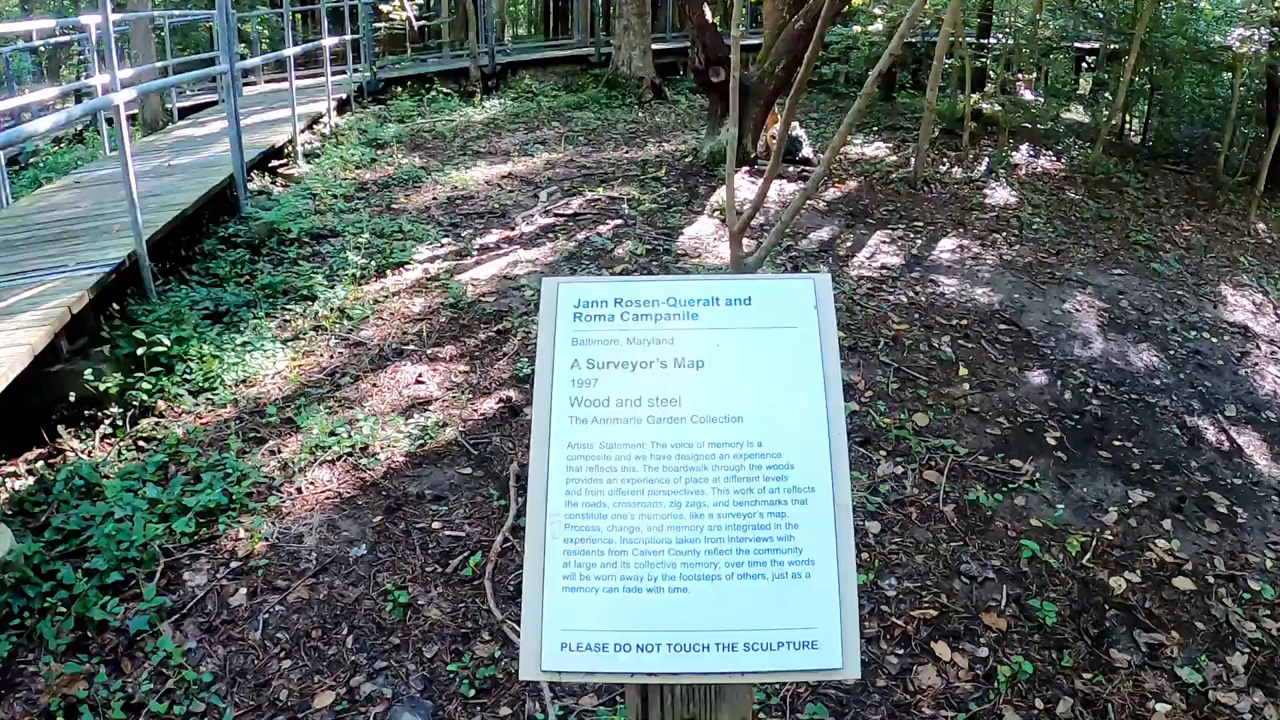 Jann Rosen-Queralt and
Roma Campanile
Baltimore, Maryland
A Surveyor's Map
1997
Wood and steel
The Annmarie Garden Collection
Artists' Statement: The voice of memory is a
composite and we have designed an experience
that reflects this. The boardwalk through the woods
provides an experience of place at different levels
and from different perspectives. This work of art reflects
the roads, crossroads, zig zags, and benchmarks that
constitute one's memories, like a surveyor's map.
Process, change, and memory are integrated in the
experience. Inscriptions taken from interviews with
residents from Calvert County reflect the community
at large and its collective memory; over time the words
will be worn away by the footsteps of others, just as a
memory can fade with time.
PLEASE DO NOT TOUCH THE SCULPTURE